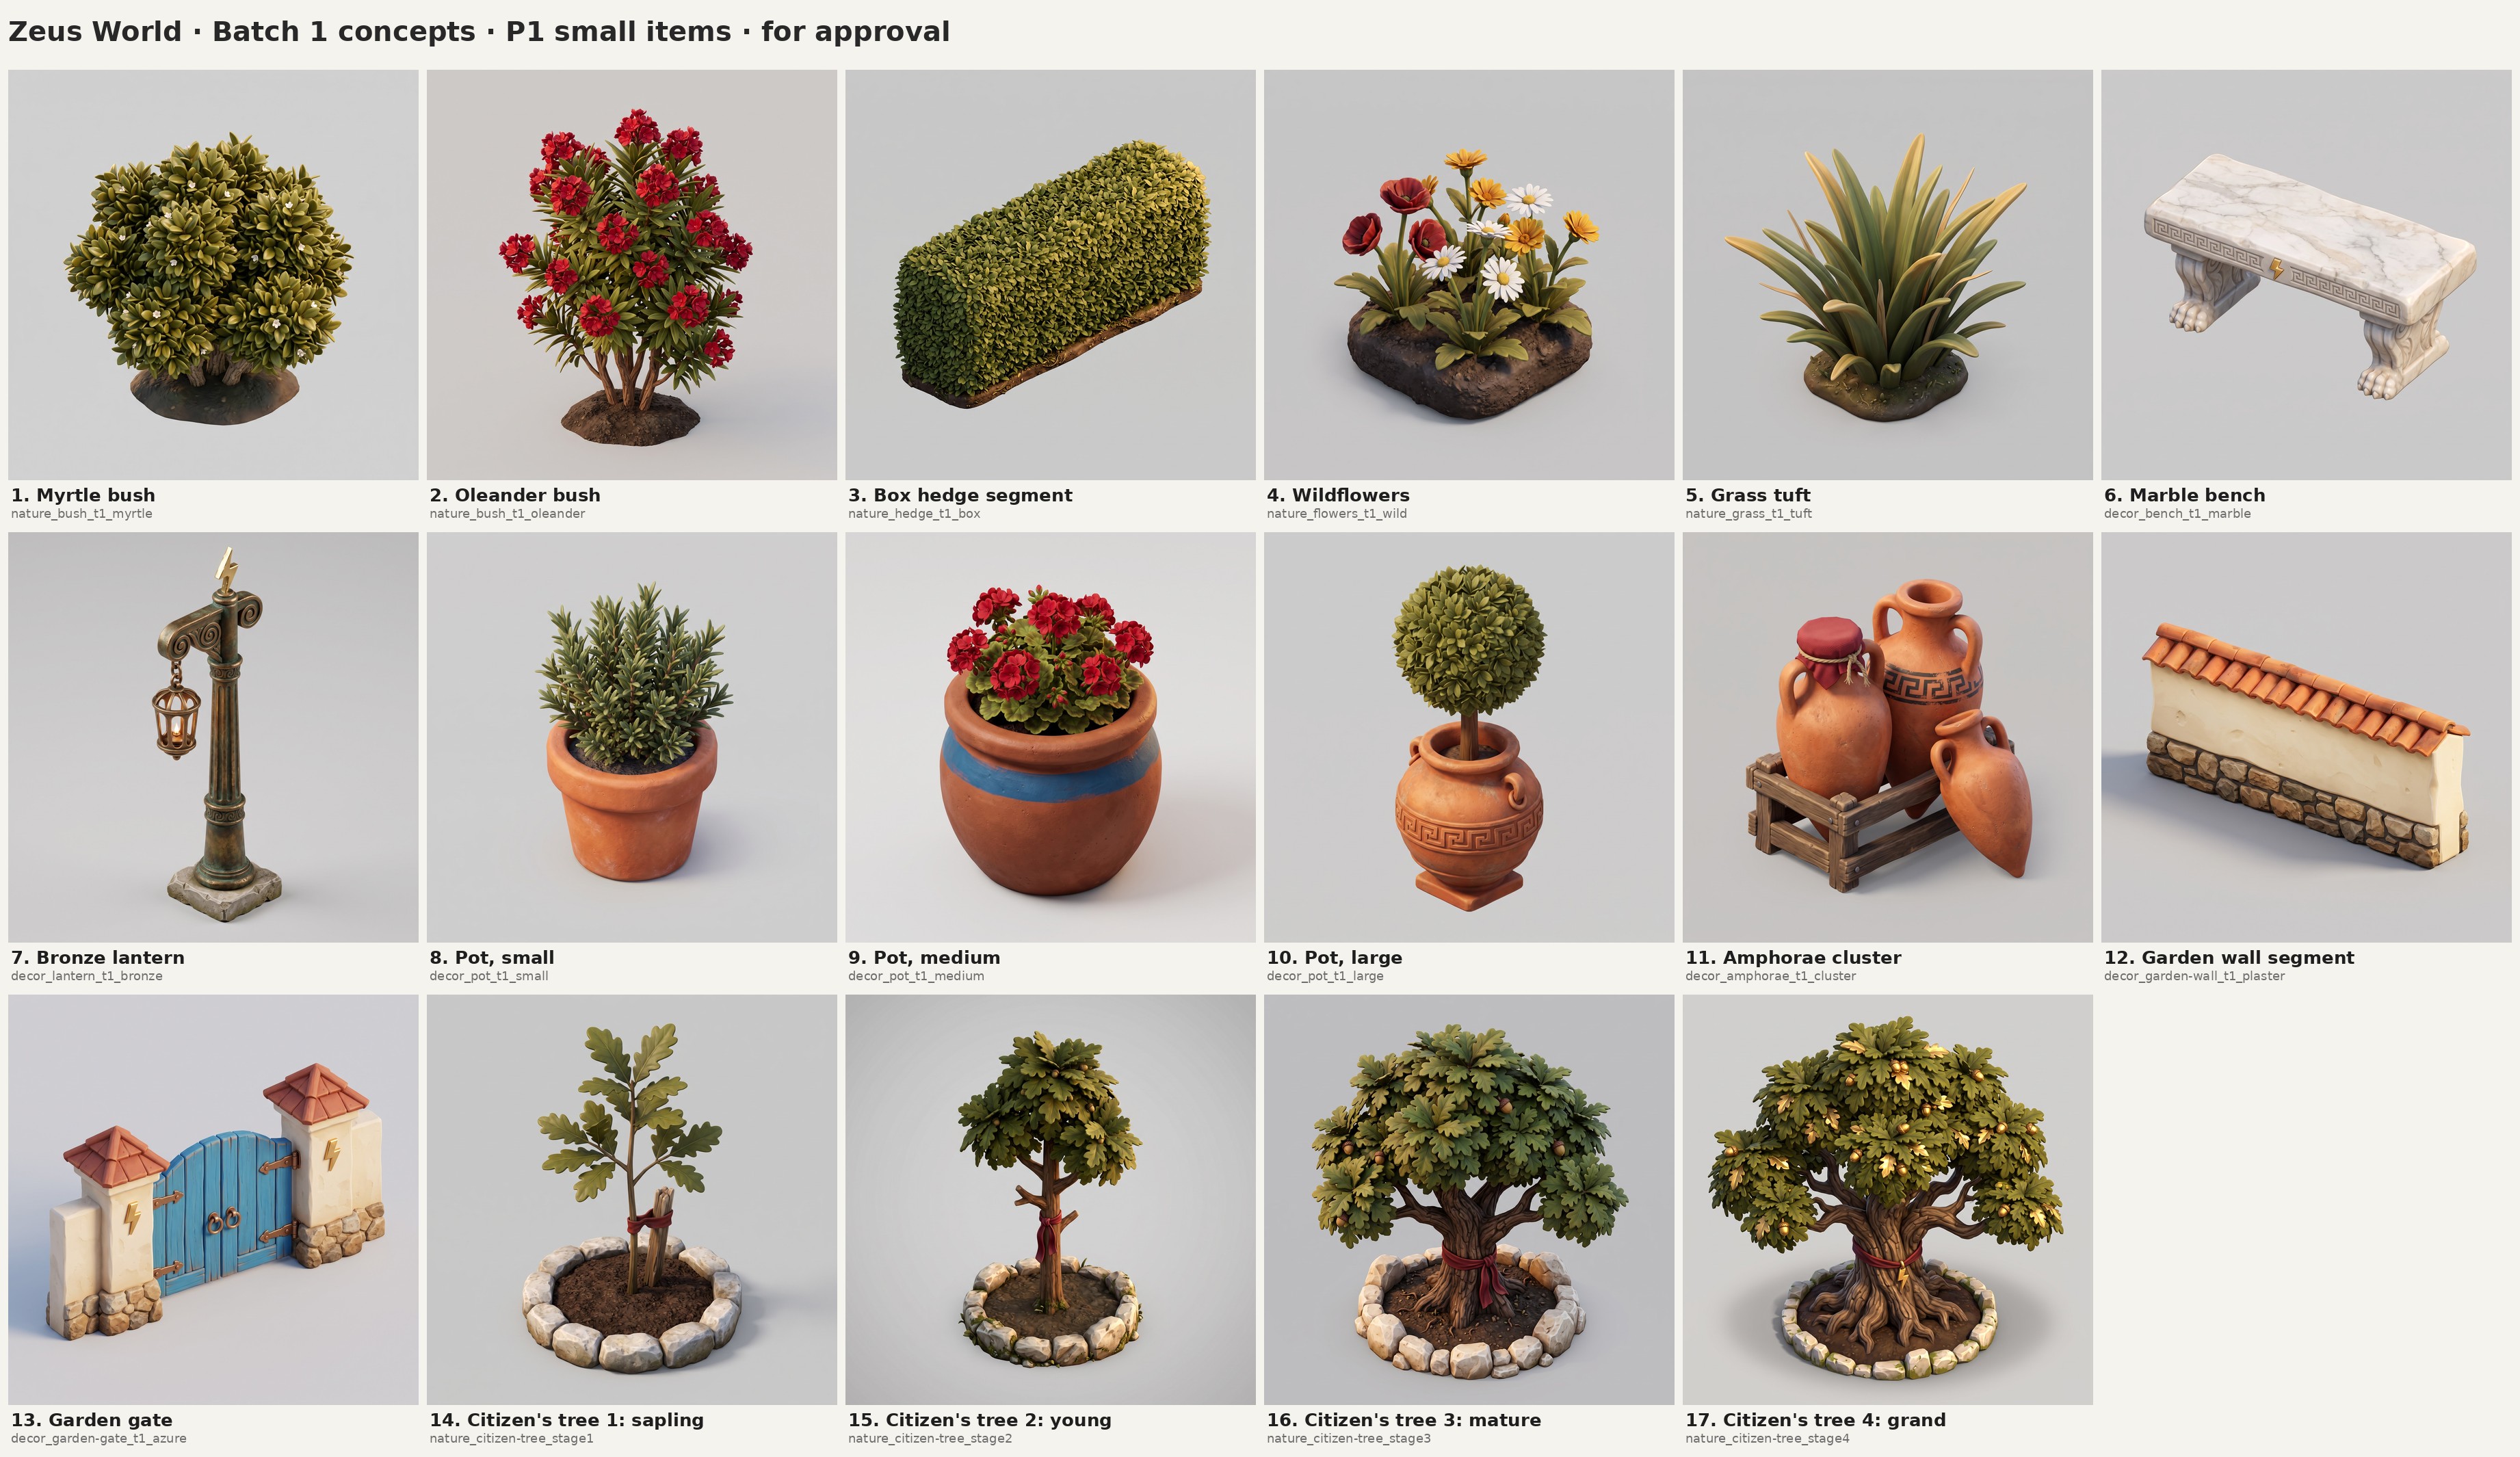 Zeus World · Batch 1 concepts · P1 small items · for approval
1. Myrtle bush
nature_bush_t1_myrtle
2. Oleander bush
nature_bush_t1_oleander
3. Box hedge segment
nature_hedge_t1_box
4. Wildflowers
nature_flowers_t1_wild
5. Grass tuft
nature_grass_t1_tuft
6. Marble bench
decor_bench_t1_marble
7. Bronze lantern
decor_lantern_t1_bronze
8. Pot, small
decor_pot_t1_small
9. Pot, medium
decor_pot_t1_medium
10. Pot, large
decor_pot_t1_large
11. Amphorae cluster
decor_amphorae_t1_cluster
12. Garden wall segment
decor_garden-wall_t1_plaster
13. Garden gate
decor_garden-gate_t1_azure
14. Citizen's tree 1: sapling
nature_citizen-tree_stage1
15. Citizen's tree 2: young
nature_citizen-tree_stage2
16. Citizen's tree 3: mature
nature_citizen-tree_stage3
17. Citizen's tree 4: grand
nature_citizen-tree_stage4